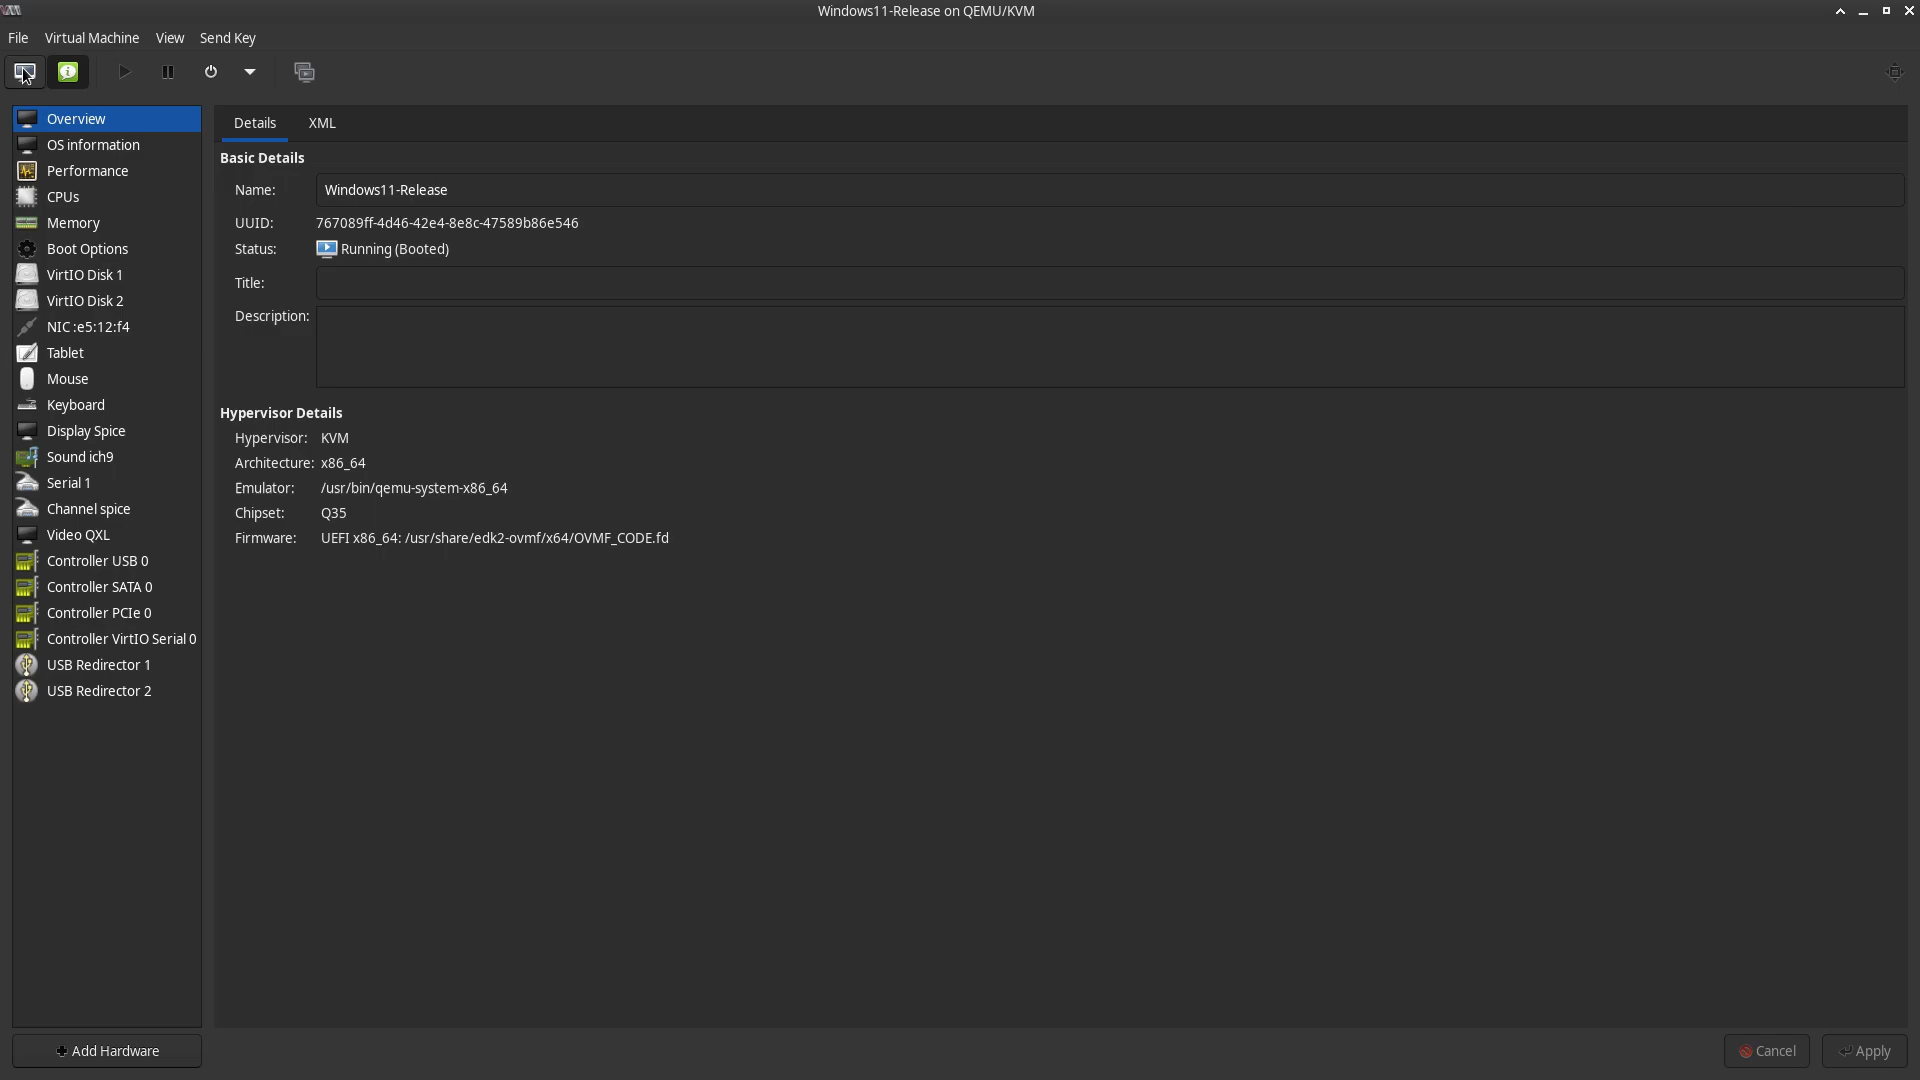 Windows11-Release on QEMU/KVM
File Virtual Machine View Send Key
Overview
OS information
Performance
CPUs
Memory
Boot Options
VirtIO Disk 1
VirtIO Disk 2
NIC :e5:12:f4
Tablet
Mouse
Keyboard
Display Spice
Sound ich9
Serial 1
Channel spice
Video QXL
Controller USB 0
Controller SATA 0
Controller PCIe 0
Controller VirtIO Serial 0
USB Redirector 1
USB Redirector 2
Add Hardware
Details XML
Basic Details
Name: Windows11-Release
UUID: 767089ff-4d46-42e4-8e8c-47589b86e546
Status: Running (Booted)
Title:
Description:
Hypervisor Details
Hypervisor: KVM
Architecture: x86_64
Emulator: /usr/bin/qemu-system-x86_64
Chipset: Q35
Firmware: UEFI x86_64: /usr/share/edk2-ovmf/x64/OVMF_CODE.fd
Cancel Apply